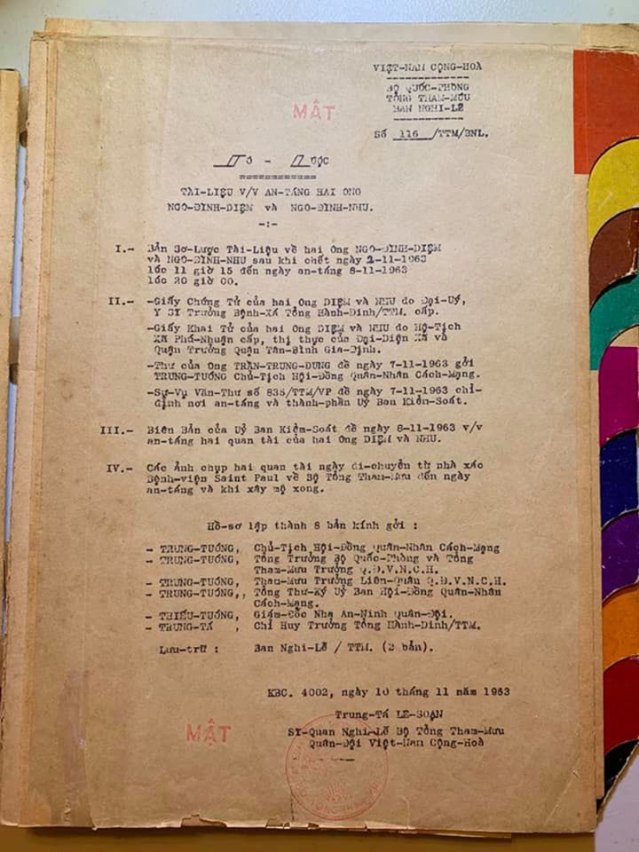 VIỆT-NAM CỘNG-HOÀ
BỘ QUỐC-PHÒNG
TỔNG THAM-MƯU
BAN NGHI-LỄ
Số 116 /TTM/BNL.
MẬT
TÀI-LIỆU V/V AN-TÁNG HAI ONG
NGO-ĐÌNH-DIỆM và NGO-ĐÌNH-NHU.
-:-
I.- Bản Sơ-Lược Tài-Liệu về hai Ong NGO-ĐÌNH-DIỆM
và NGO-ĐÌNH-NHU sau khi chết ngày 2-11-1963
lúc 11 giờ 15 đến ngày an-táng 8-11-1963
lúc 20 giờ 00.
II.- -Giấy Chứng Tử của hai Ong DIỆM và NHU do Đại-Uý,
Y Sĩ Trưởng Bệnh-Xá Tổng Hành-Dinh/TTM. cấp.
-Giấy Khai Tử của hai Ong DIỆM và NHU do Hộ-Tịch
Xã Phú-Nhuận cấp, thị thực của Đại-Diện Xã và
Quận Trưởng Quận Tân-Bình Gia-Định.
-Thư của Ong TRẦN-TRUNG-DUNG đề ngày 7-11-1963 gởi
TRUNG-TƯỚNG Chủ-Tịch Hội-Đồng Quân-Nhân Cách-Mạng.
-Sự-Vụ Văn-Thư số 835/TTM/VP đề ngày 7-11-1963 chỉ-
định nơi an-táng và thành-phần Uỷ Ban Kiểm-Soát.
III.- Biên Bản của Uỷ Ban Kiểm-Soát đề ngày 8-11-1963 v/v
an-táng hai quan tài của hai Ong DIỆM và NHU.
IV.- Các ảnh chụp hai quan tài ngày di-chuyển từ nhà xác
Bệnh-viện Saint Paul về Bộ Tổng Tham-Mưu đến ngày
an-táng và khi xây mộ xong.
Hồ-sơ lập thành 8 bản kính gởi :
- TRUNG-TƯỚNG, Chủ-Tịch Hội-Đồng Quân-Nhân Cách-Mạng
- TRUNG-TƯỚNG, Tổng Trưởng Bộ Quốc-Phòng và Tổng
Tham-Mưu Trưởng Q.Đ.V.N.C.H.
- TRUNG-TƯỚNG, Tham-Mưu Trưởng Liên-Quân Q.Đ.V.N.C.H.
- TRUNG-TƯỚNG,, Tổng Thư-Ký Uỷ Ban Hội-Đồng Quân-Nhân
Cách-Mạng.
- THIẾU-TƯỚNG, Giám-Đốc Nha An-Ninh Quân-Đội.
- TRUNG-TÁ , Chỉ Huy Trưởng Tổng Hành-Dinh/TTM.
Lưu-trữ : Ban Nghi-Lễ / TTM. (2 bản).
KBC. 4002, ngày 10 tháng 11 năm 1963
Trung-Tá LÊ-SOẠN
MẬT
Sĩ-Quan Nghi-Lễ Bộ Tổng Tham-Mưu
Quân-Đội Việt-Nam Cộng-Hoà